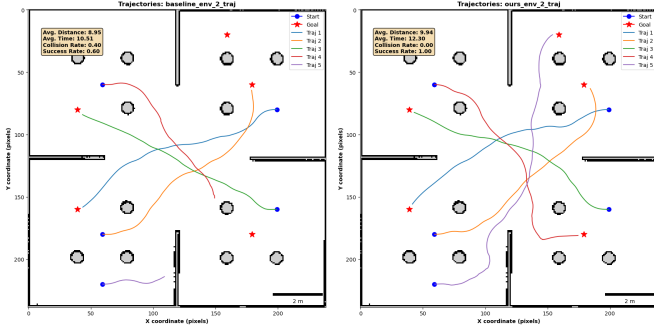 Trajectories: baseline_env_2_traj
Avg. Distance: 8.95
Avg. Time: 10.51
Collision Rate: 0.40
Success Rate: 0.60
Start
Goal
Traj 1
Traj 2
Traj 3
Traj 4
Traj 5
0
50
100
150
200
Y coordinate (pixels)
2 m
0
50
100
150
200
X coordinate (pixels)
Trajectories: ours_env_2_traj
Avg. Distance: 9.94
Avg. Time: 12.30
Collision Rate: 0.00
Success Rate: 1.00
Start
Goal
Traj 1
Traj 2
Traj 3
Traj 4
Traj 5
0
50
100
150
200
Y coordinate (pixels)
2 m
0
50
100
150
200
X coordinate (pixels)